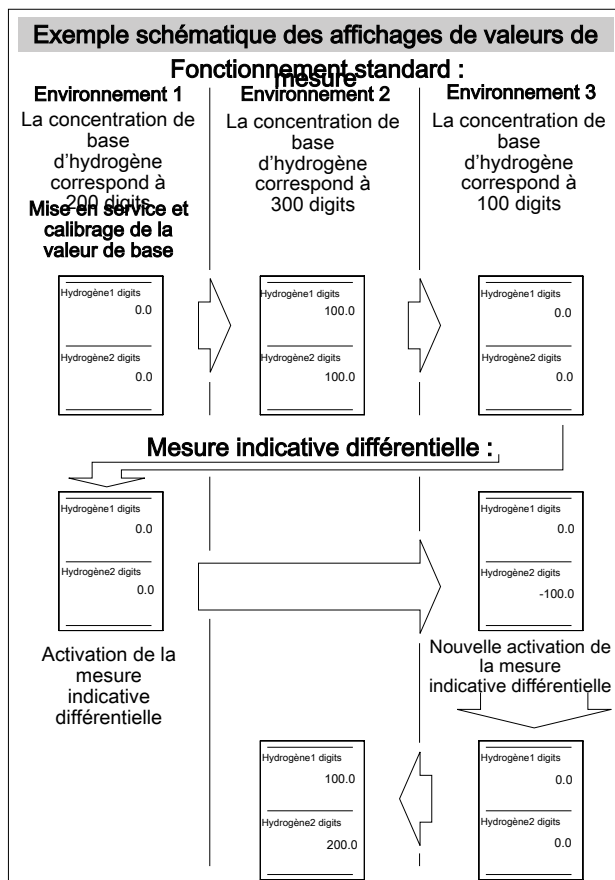 Exemple schématique des affichages de valeurs de
mesure
Fonctionnement standard :
Environnement 1
La concentration de
base
d'hydrogène
correspond à
200 digits
Mise en service et
calibrage de la
valeur de base
Environnement 2
La concentration de
base
d'hydrogène
correspond à
300 digits
Environnement 3
La concentration de
base
d'hydrogène
correspond à
100 digits
Hydrogène1 digits
0.0
Hydrogène2 digits
0.0
Hydrogène1 digits
100.0
Hydrogène2 digits
100.0
Hydrogène1 digits
0.0
Hydrogène2 digits
0.0
Mesure indicative différentielle :
Hydrogène1 digits
0.0
Hydrogène2 digits
0.0
Activation de la
mesure
indicative
différentielle
Hydrogène1 digits
0.0
Hydrogène2 digits
-100.0
Nouvelle activation de
la mesure
indicative différentielle
Hydrogène1 digits
100.0
Hydrogène2 digits
200.0
Hydrogène1 digits
0.0
Hydrogène2 digits
0.0